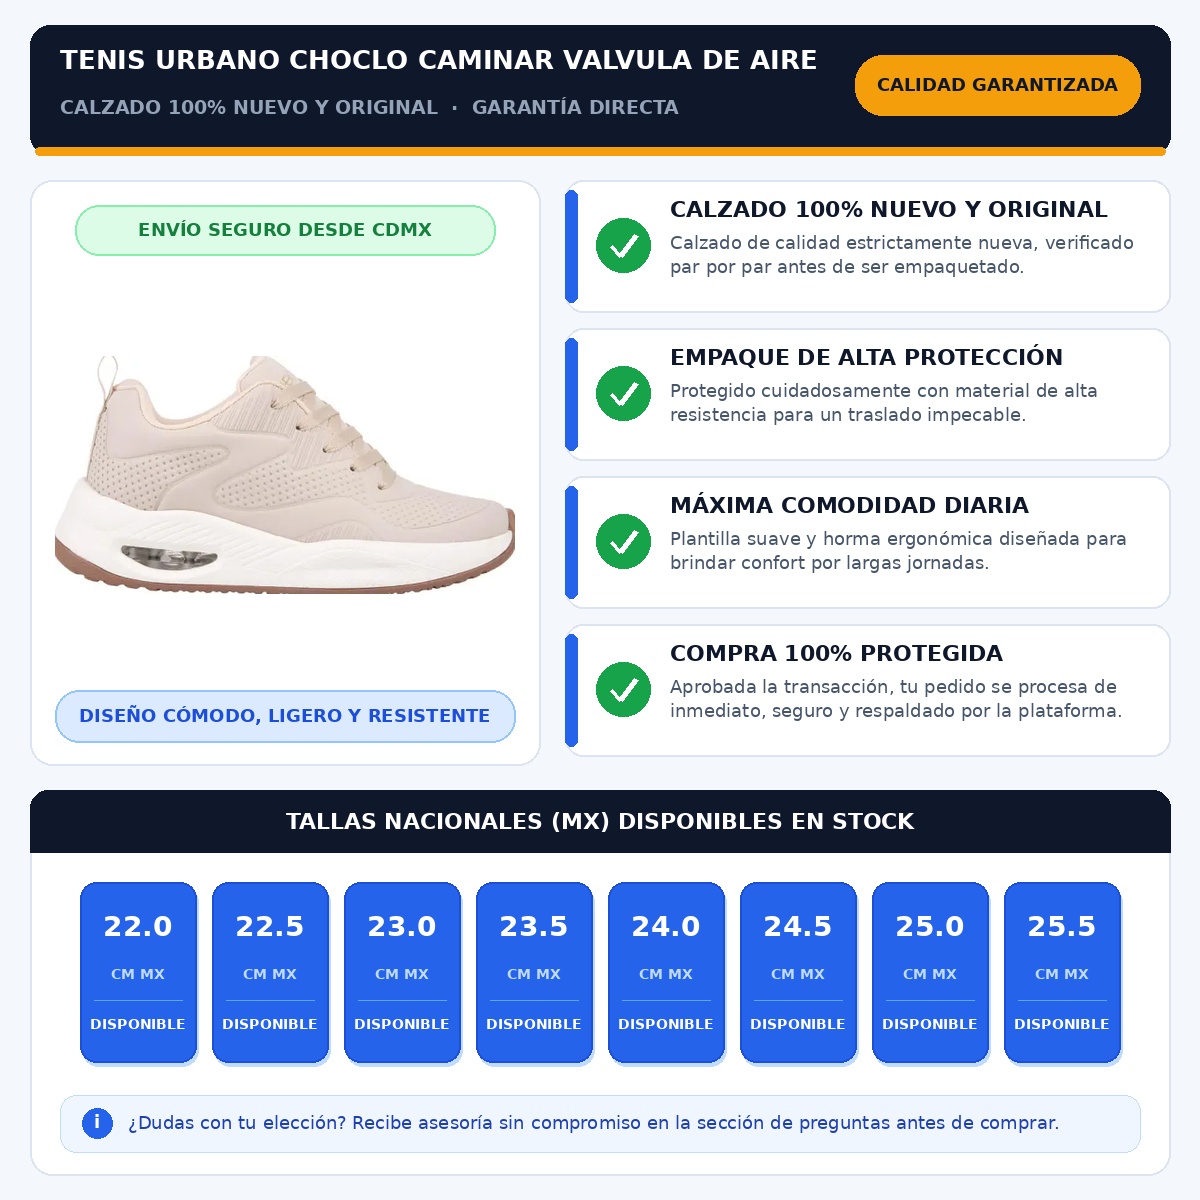 TENIS URBANO CHOCLO CAMINAR VALVULA DE AIRE
CALZADO 100% NUEVO Y ORIGINAL · GARANTÍA DIRECTA
CALIDAD GARANTIZADA
ENVÍO SEGURO DESDE CDMX
DISEÑO CÓMODO, LIGERO Y RESISTENTE
CALZADO 100% NUEVO Y ORIGINAL
Calzado de calidad estrictamente nueva, verificado
par por par antes de ser empaquetado.
EMPAQUE DE ALTA PROTECCIÓN
Protegido cuidadosamente con material de alta
resistencia para un traslado impecable.
MÁXIMA COMODIDAD DIARIA
Plantilla suave y horma ergonómica diseñada para
brindar confort por largas jornadas.
COMPRA 100% PROTEGIDA
Aprobada la transacción, tu pedido se procesa de
inmediato, seguro y respaldado por la plataforma.
TALLAS NACIONALES (MX) DISPONIBLES EN STOCK
22.0 22.5 23.0 23.5 24.0 24.5 25.0 25.5
CM MX CM MX CM MX CM MX CM MX CM MX CM MX CM MX
DISPONIBLE DISPONIBLE DISPONIBLE DISPONIBLE DISPONIBLE DISPONIBLE DISPONIBLE DISPONIBLE
i ¿Dudas con tu elección? Recibe asesoría sin compromiso en la sección de preguntas antes de comprar.